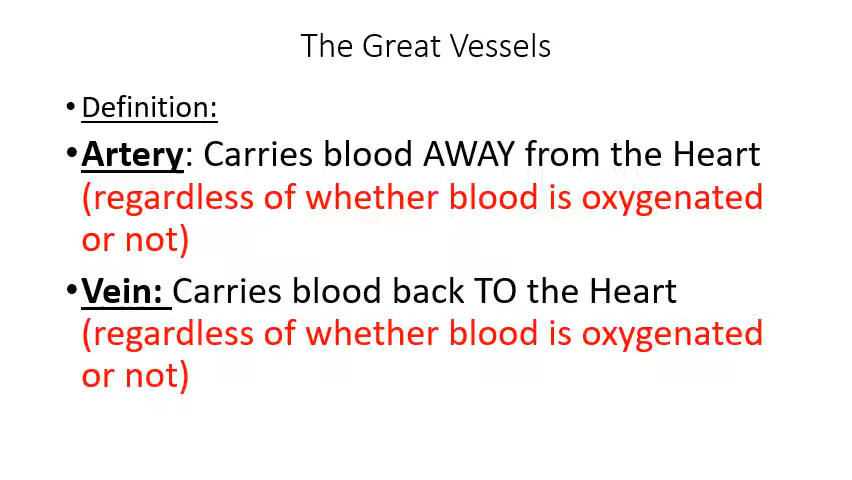 The Great Vessels
• Definition:
•Artery: Carries blood AWAY from the Heart
(regardless of whether blood is oxygenated
or not)
•Vein: Carries blood back TO the Heart
(regardless of whether blood is oxygenated
or not)